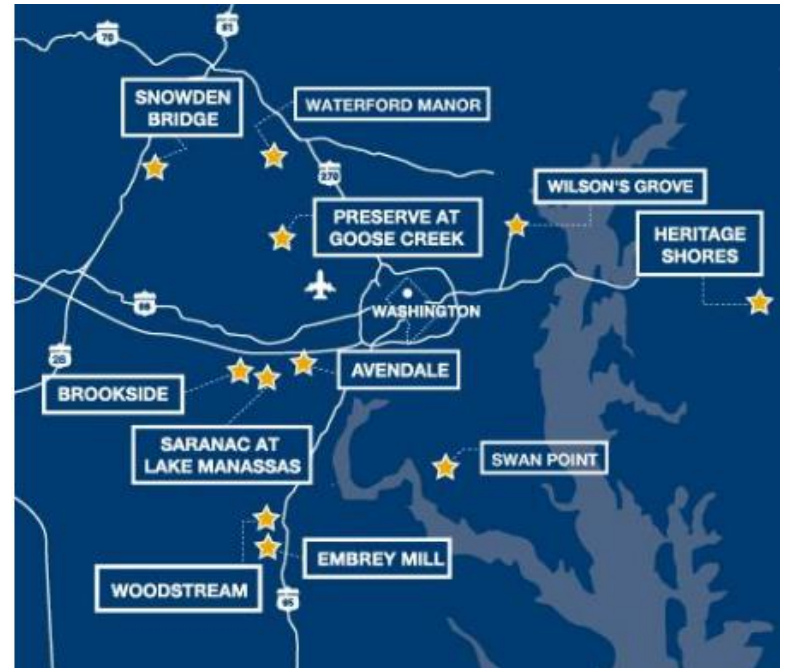 81
70
SNOWDEN
BRIDGE
WATERFORD MANOR
270
WILSON'S GROVE
PRESERVE AT
GOOSE CREEK
HERITAGE
SHORES
66
WASHINGTON
BROOKSIDE
AVENDALE
SARANAC AT
LAKE MANASSAS
SWAN POINT
EMBREY MILL
WOODSTREAM
95